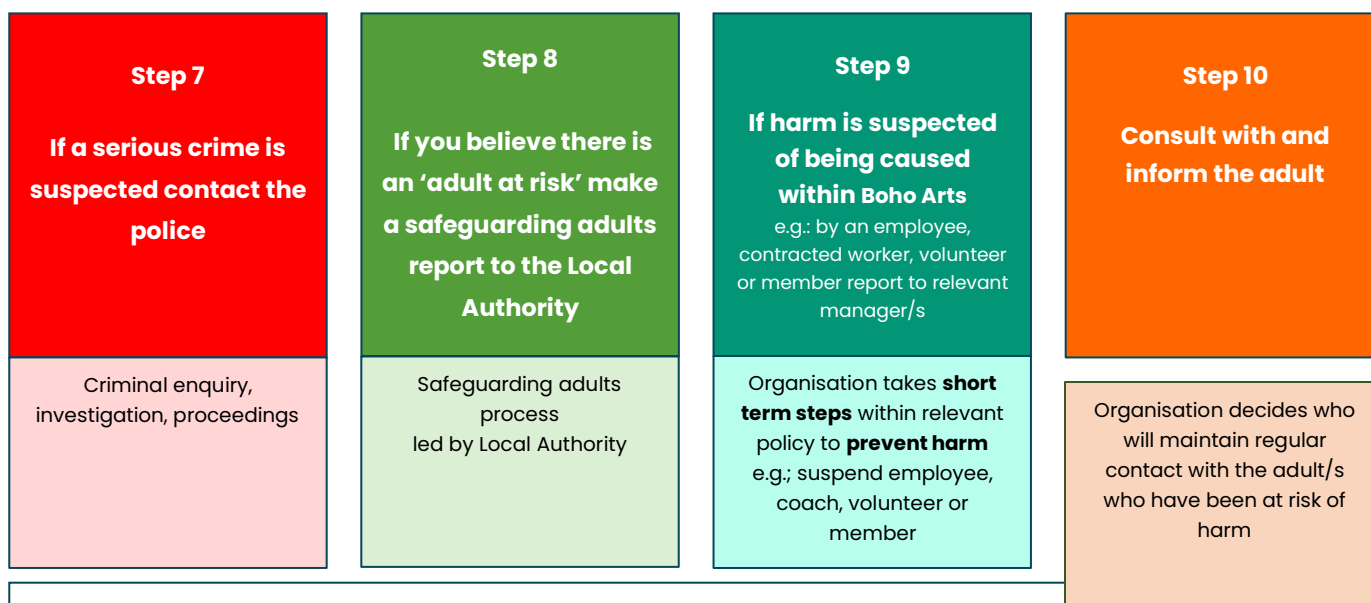 Step 7
If a serious crime is
suspected contact the
police
Criminal enquiry,
investigation, proceedings
Step 8
If you believe there is
an ‘adult at risk’ make
a safeguarding adults
report to the Local
Authority
Safeguarding adults
process
led by Local Authority
Step 9
If harm is suspected
of being caused
within Boho Arts
e.g.: by an employee,
contracted worker, volunteer
or member report to relevant
manager/s
Organisation takes short
term steps within relevant
policy to prevent harm
e.g.; suspend employee,
coach, volunteer or
member
Step 10
Consult with and
inform the adult
Organisation decides who
will maintain regular
contact with the adult/s
who have been at risk of
harm